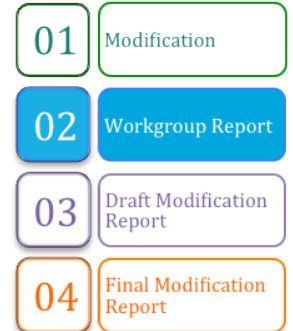 01
Modification
02
Workgroup Report
03
Draft Modification
Report
04
Final Modification
Report